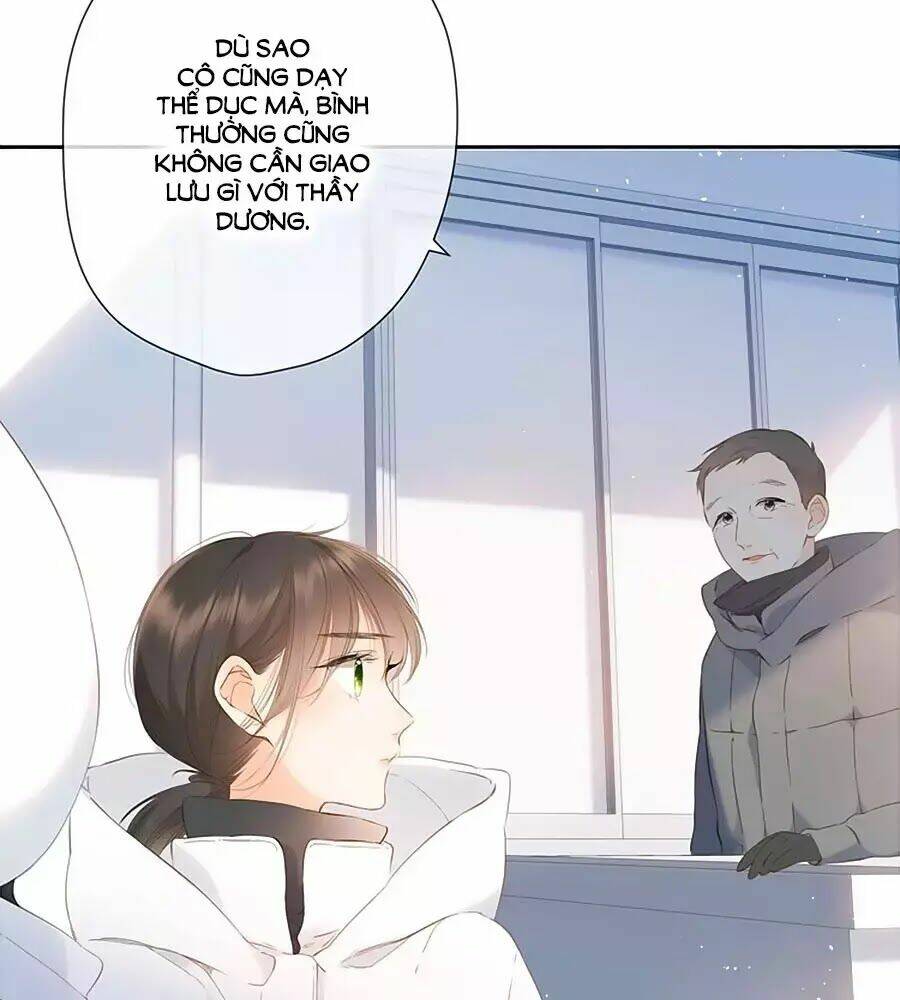 DÙ SAO
CÔ CŨNG DẠY
THỂ DỤC MÀ, BÌNH
THƯỜNG CŨNG
KHÔNG CẦN GIAO
LƯU GÌ VỚI THẦY
DƯƠNG.